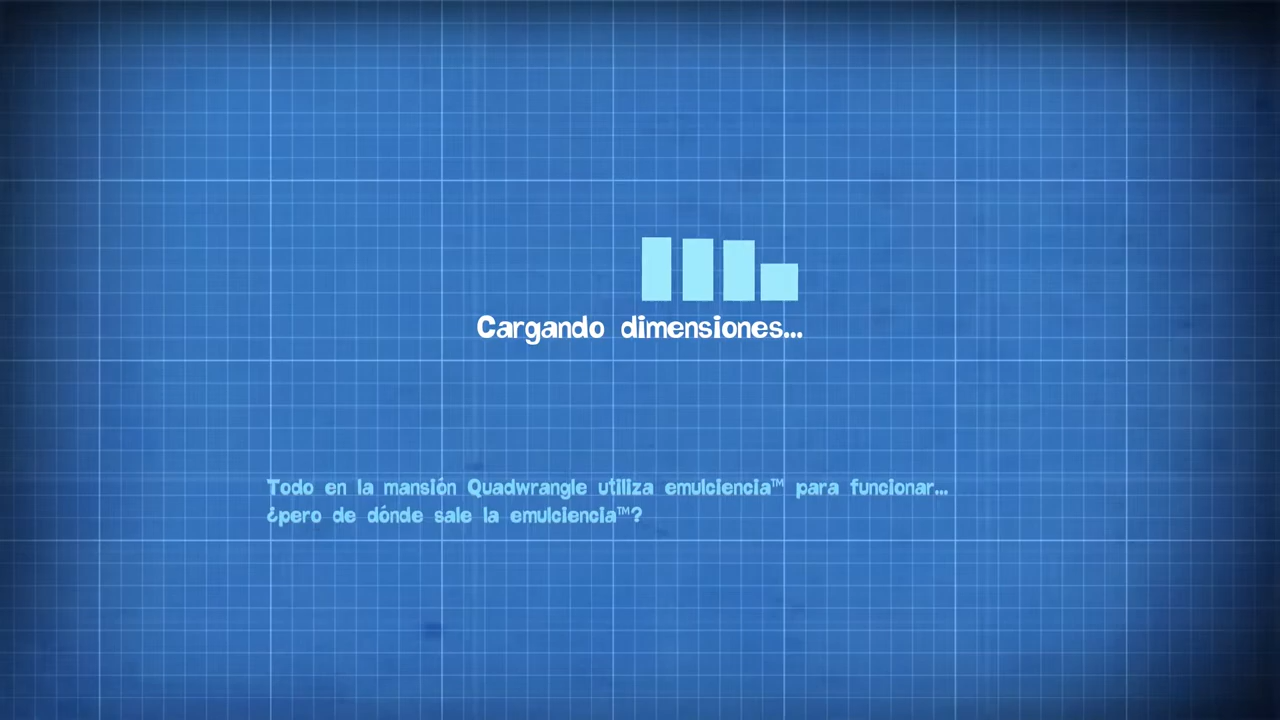 Cargando dimensiones...
Todo en la mansión Quadwrangle utiliza emulciencia™ para funcionar...
¿pero de dónde sale la emulciencia™?